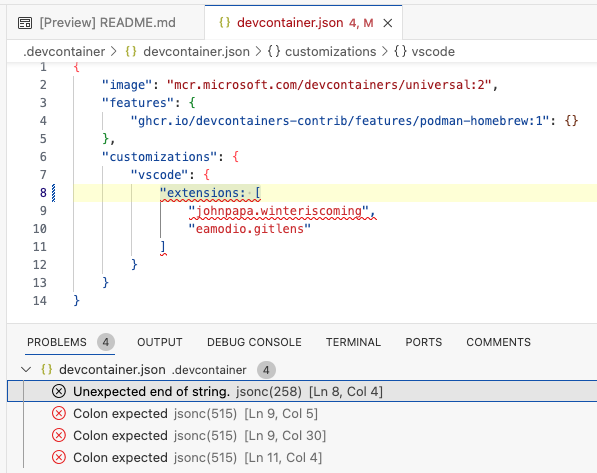 [Preview] README.md
devcontainer.json 4, M
.devcontainer > {} devcontainer.json > {} customizations > {} vscode
1 {
2 "image": "mcr.microsoft.com/devcontainers/universal:2",
3 "features": {
4 "ghcr.io/devcontainers-contrib/features/podman-homebrew:1": {}
5 },
6 "customizations": {
7 "vscode": {
8 "extensions: [
9 "johnpapa.winteriscoming",
10 "eamodio.gitlens"
11 ]
12 }
13 }
14 }
PROBLEMS 4 OUTPUT DEBUG CONSOLE TERMINAL PORTS COMMENTS
{} devcontainer.json .devcontainer 4
Unexpected end of string. jsonc(258) [Ln 8, Col 4]
Colon expected jsonc(515) [Ln 9, Col 5]
Colon expected jsonc(515) [Ln 9, Col 30]
Colon expected jsonc(515) [Ln 11, Col 4]